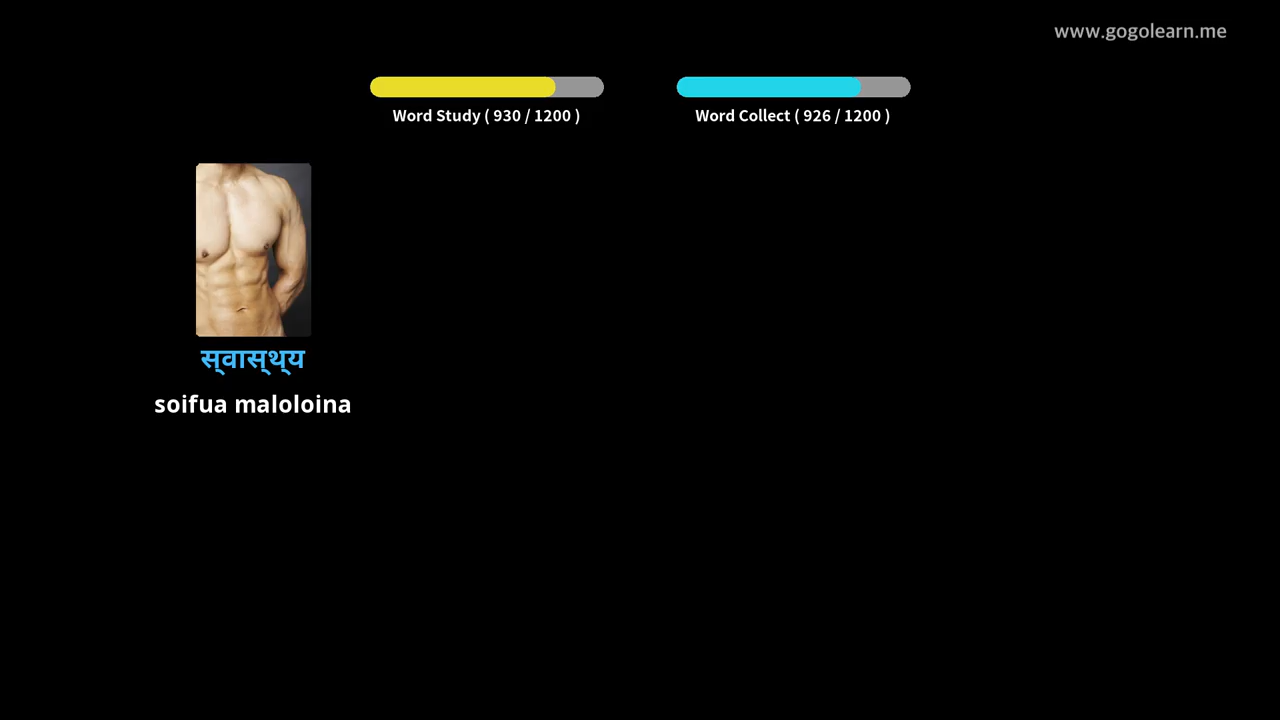 www.gogolearn.me
Word Study ( 930 / 1200 )
Word Collect ( 926 / 1200 )
स्वास्थ्य
soifua maloloina